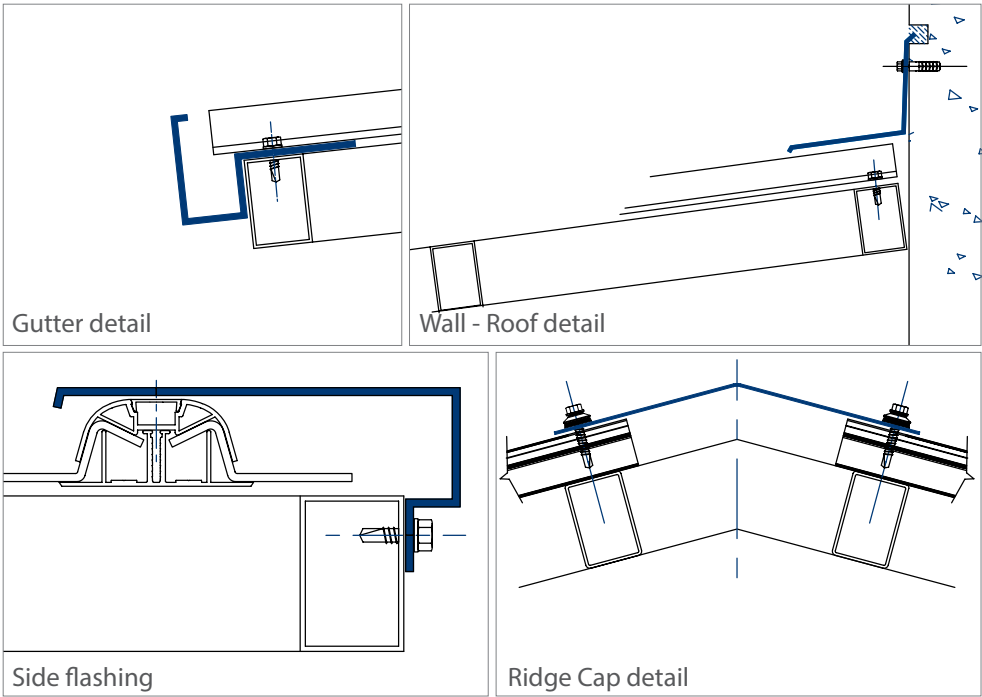 Gutter detail
Wall - Roof detail
Side flashing
Ridge Cap detail